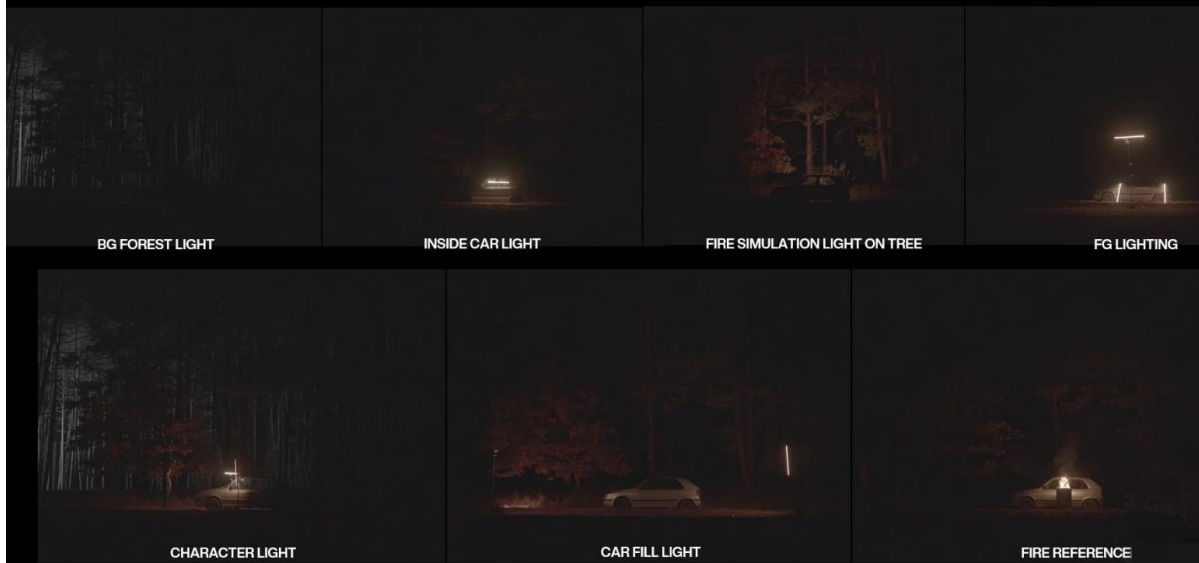 BG FOREST LIGHT
INSIDE CAR LIGHT
FIRE SIMULATION LIGHT ON TREE
FG LIGHTING
CHARACTER LIGHT
CAR FILL LIGHT
FIRE REFERENCE